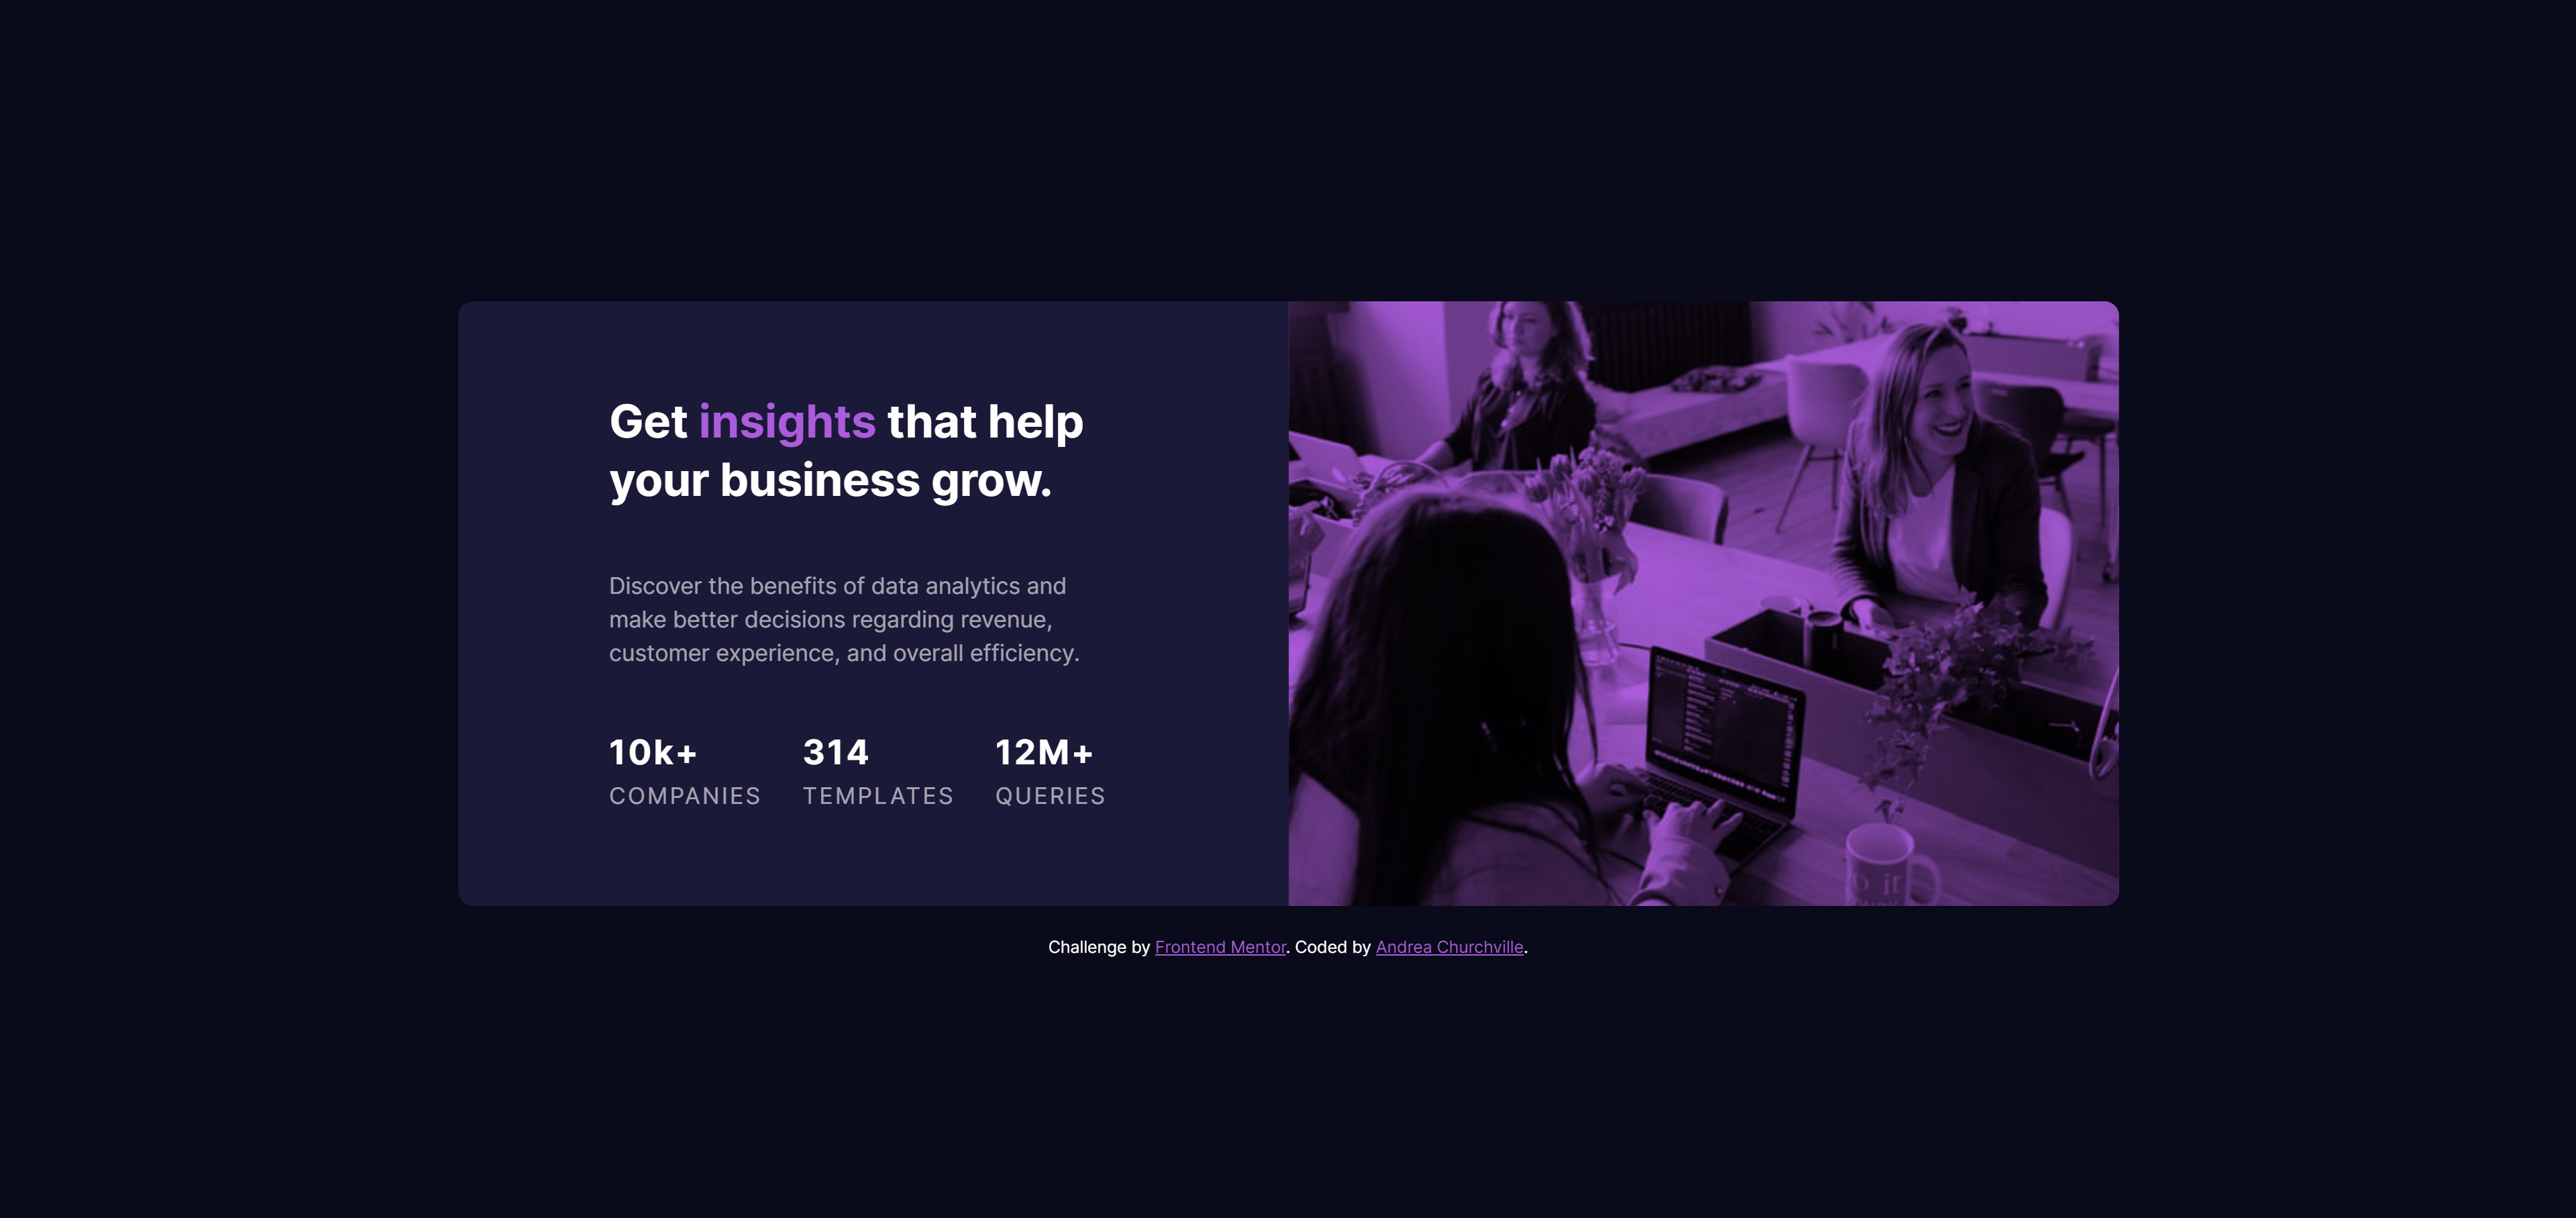 Get insights that help
your business grow.
Discover the benefits of data analytics and
make better decisions regarding revenue,
customer experience, and overall efficiency.
10k+ 314 12M+
COMPANIES TEMPLATES QUERIES
Challenge by Frontend Mentor. Coded by Andrea Churchville.